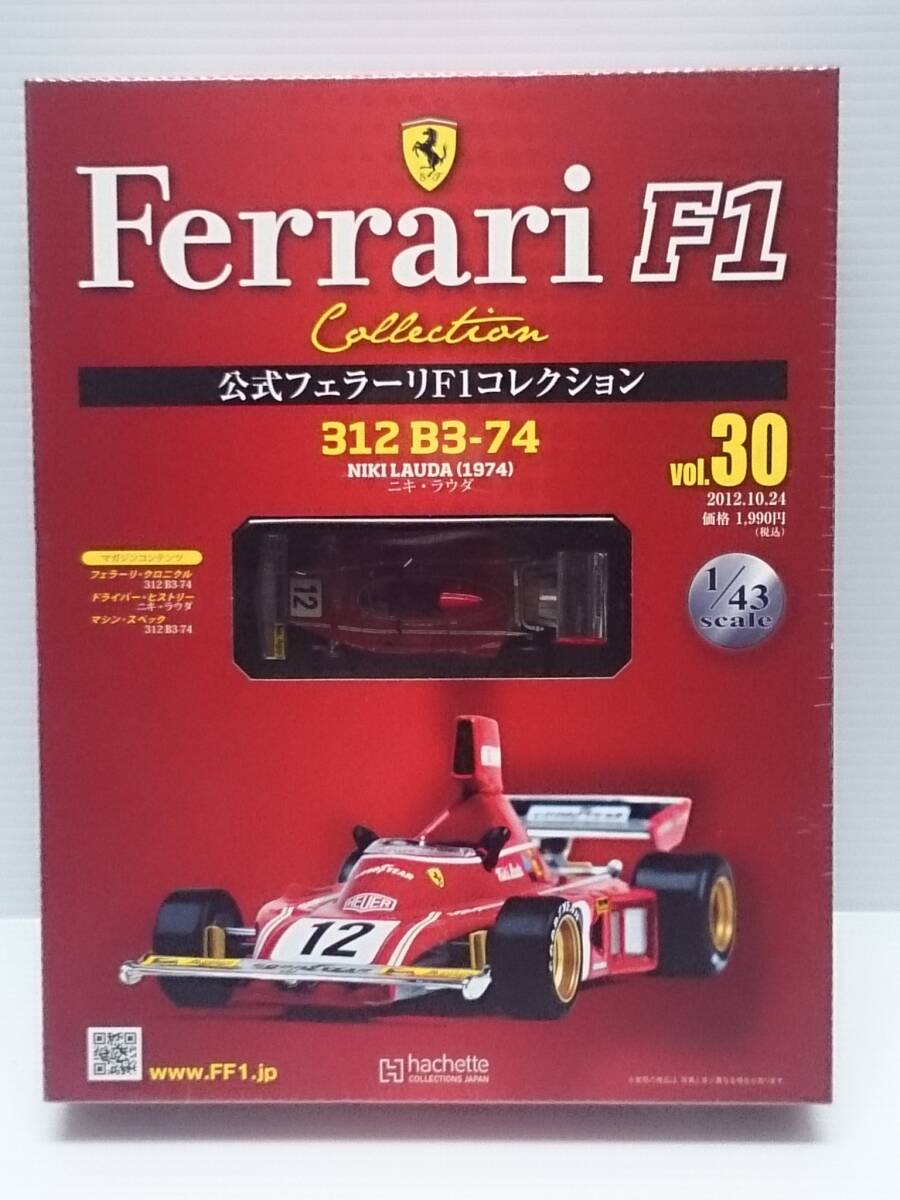 S F
Ferrari F1
Collection
公式フェラーリF1コレクション
312 B3-74
NIKI LAUDA (1974)
ニキ・ラウダ
vol.30
2012.10.24
価格 1,990円
(税込)
マガジンコンテンツ
フェラーリ・クロニクル
312 B3-74
ドライバー・ヒストリー
ニキ・ラウダ
マシン・スペック
312 B3-74
1/43
scale
12
GOODYEAR
HEUER
12
www.FF1.jp
hachette
COLLECTIONS JAPAN